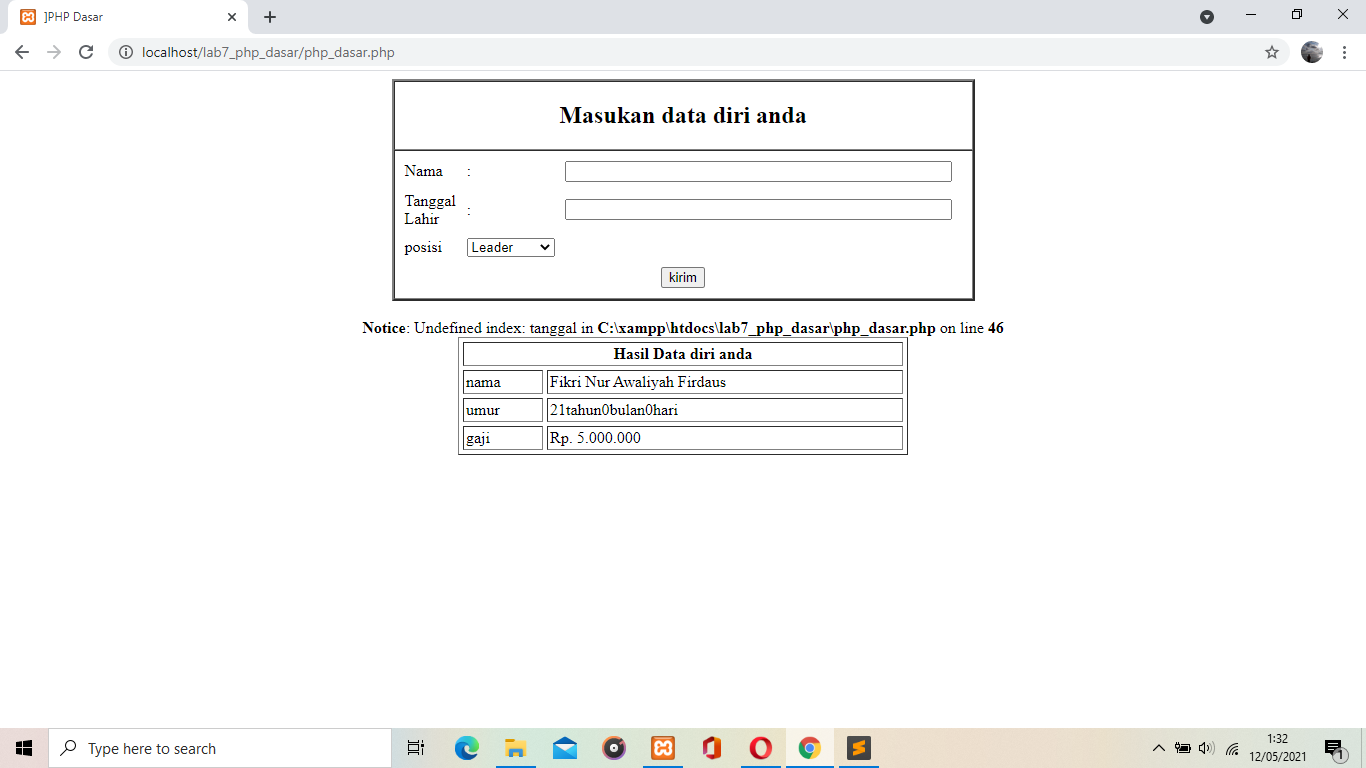 ]PHP Dasar
localhost/lab7_php_dasar/php_dasar.php
Masukan data diri anda
Nama :
Tanggal Lahir :
posisi Leader
kirim
Notice: Undefined index: tanggal in C:\xampp\htdocs\lab7_php_dasar\php_dasar.php on line 46
Hasil Data diri anda
nama Fikri Nur Awaliyah Firdaus
umur 21tahun0bulan0hari
gaji Rp. 5.000.000
Type here to search
1:32
12/05/2021
1